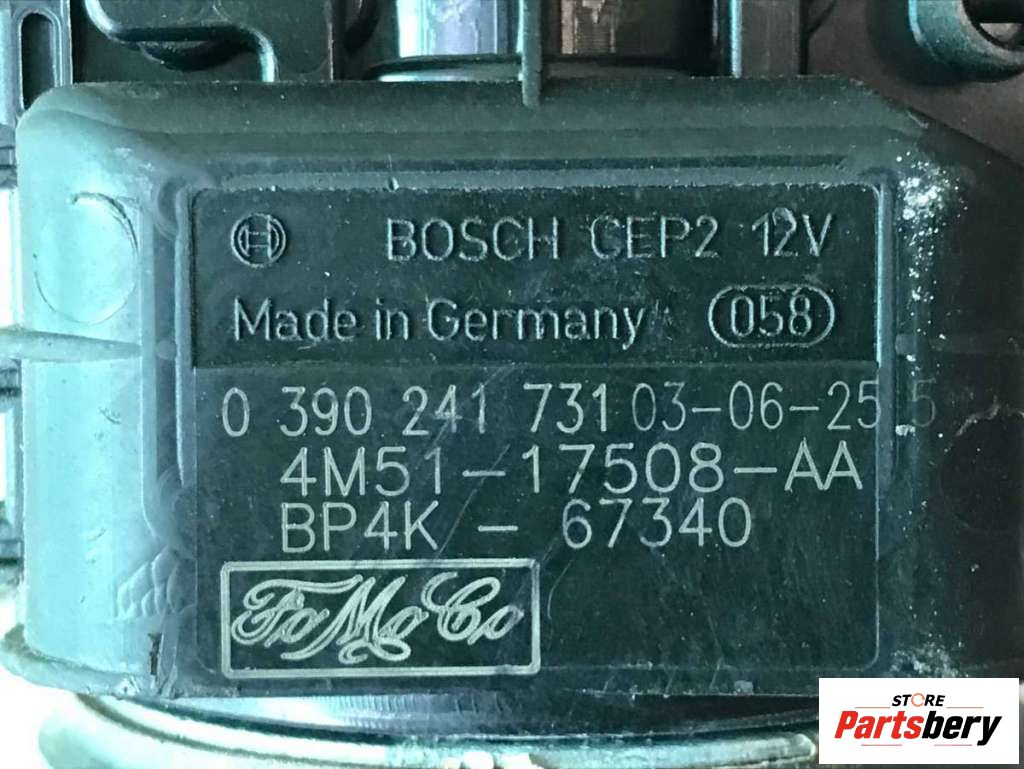 BOSCH CEP2 12V
Made in Germany 058
0 390 241 731 03-06-25 5
4M51-17508-AA
BP4K - 67340
FoMoCo
STORE
Partsbery